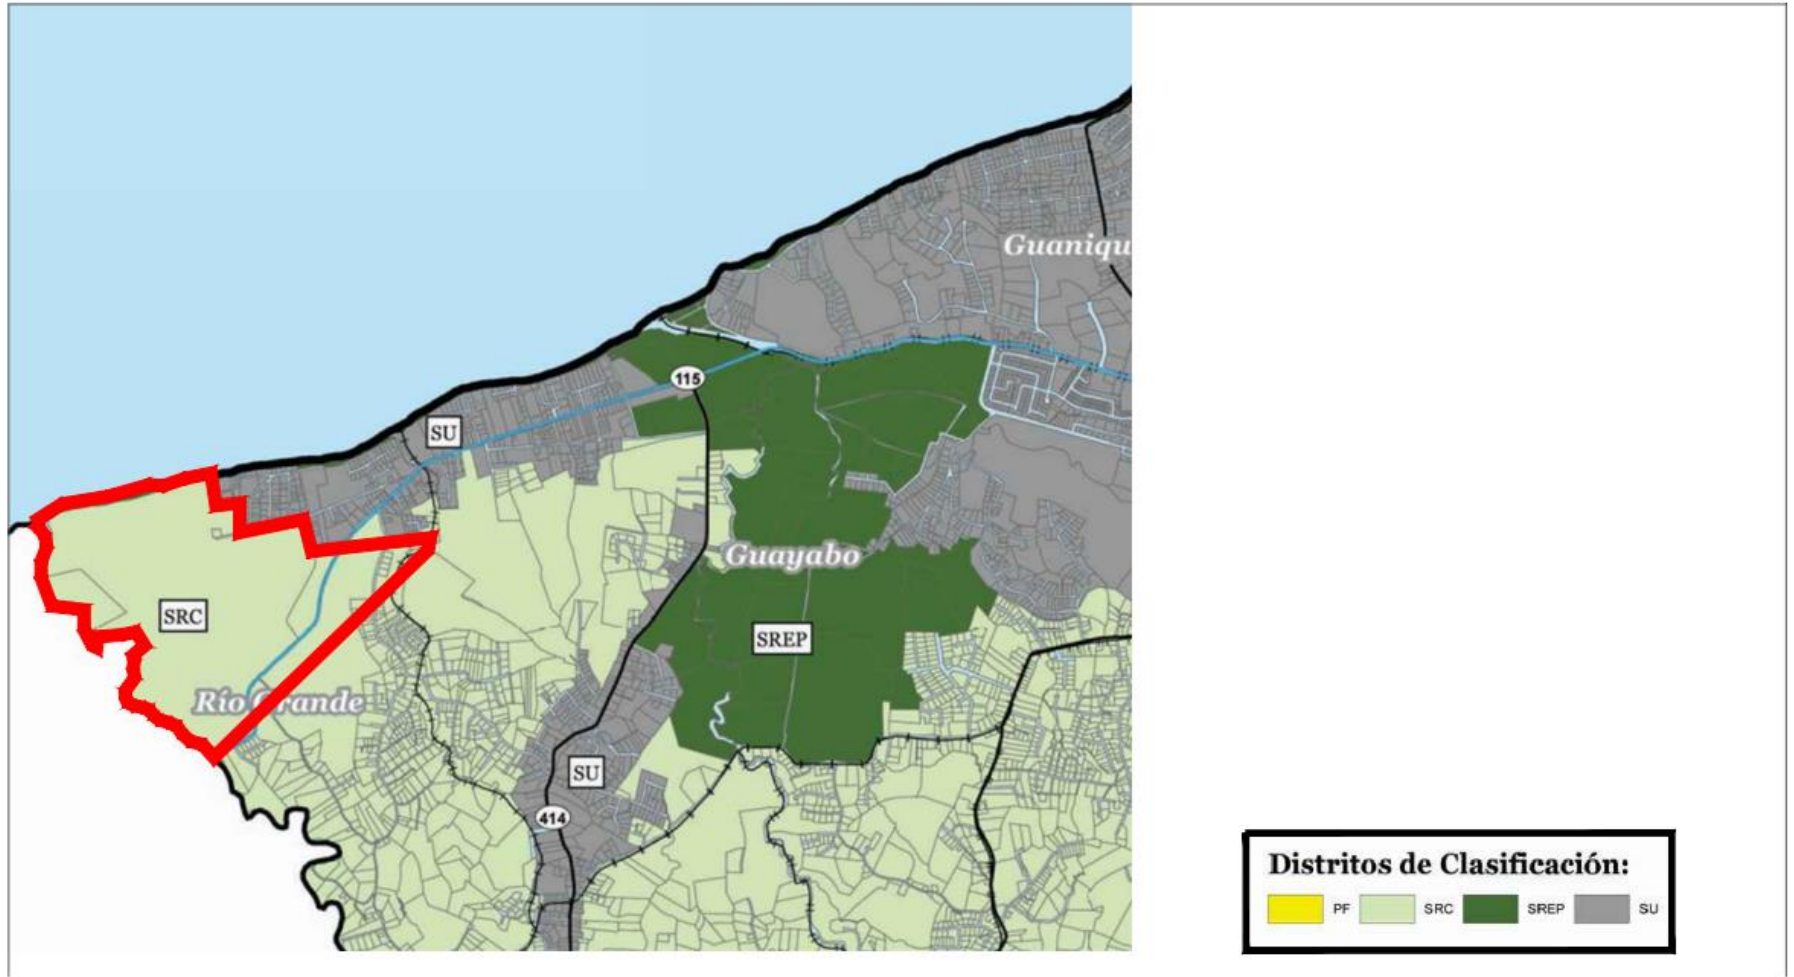 Guaniqu
115
SU
Guayabo
SRC
SREP
Río Grande
SU
414
Distritos de Clasificación:
PF SRC SREP SU